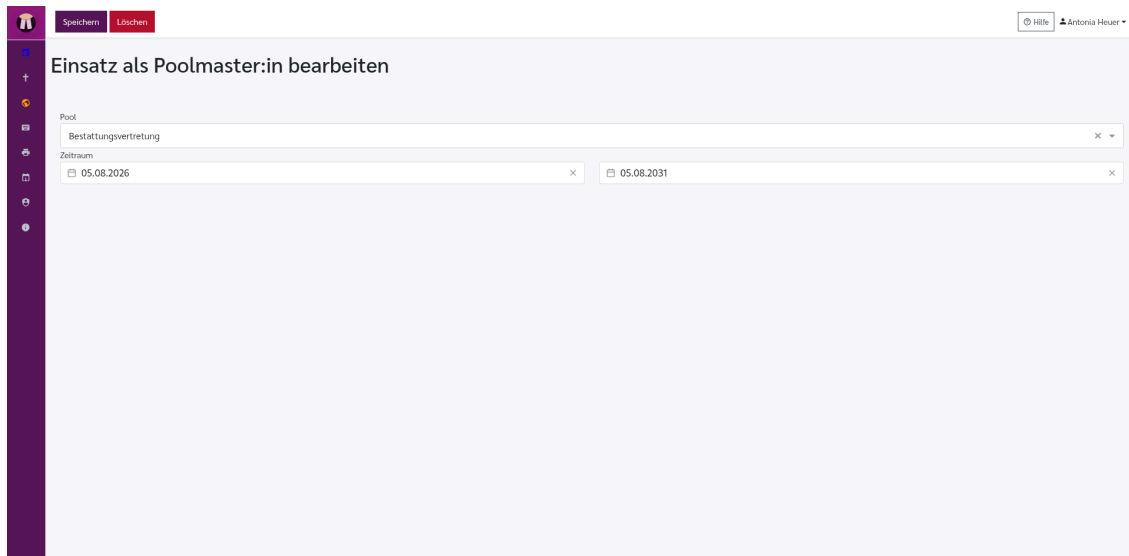 Speichern Löschen Hilfe Antonia Heuer
Einsatz als Poolmaster:in bearbeiten
Pool
Bestattungsvertretung
Zeitraum
05.08.2026 05.08.2031